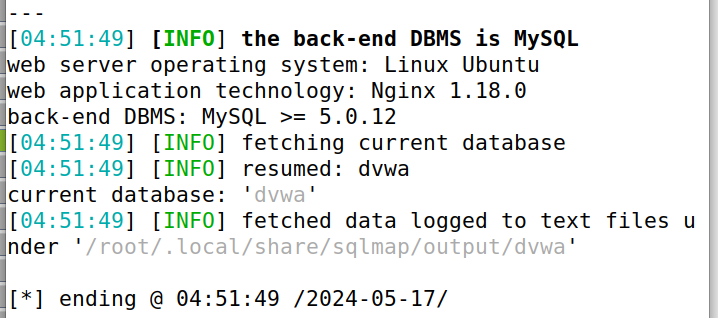 ---
[04:51:49] [INFO] the back-end DBMS is MySQL
web server operating system: Linux Ubuntu
web application technology: Nginx 1.18.0
back-end DBMS: MySQL >= 5.0.12
[04:51:49] [INFO] fetching current database
[04:51:49] [INFO] resumed: dvwa
current database: 'dvwa'
[04:51:49] [INFO] fetched data logged to text files u
nder '/root/.local/share/sqlmap/output/dvwa'
[*] ending @ 04:51:49 /2024-05-17/